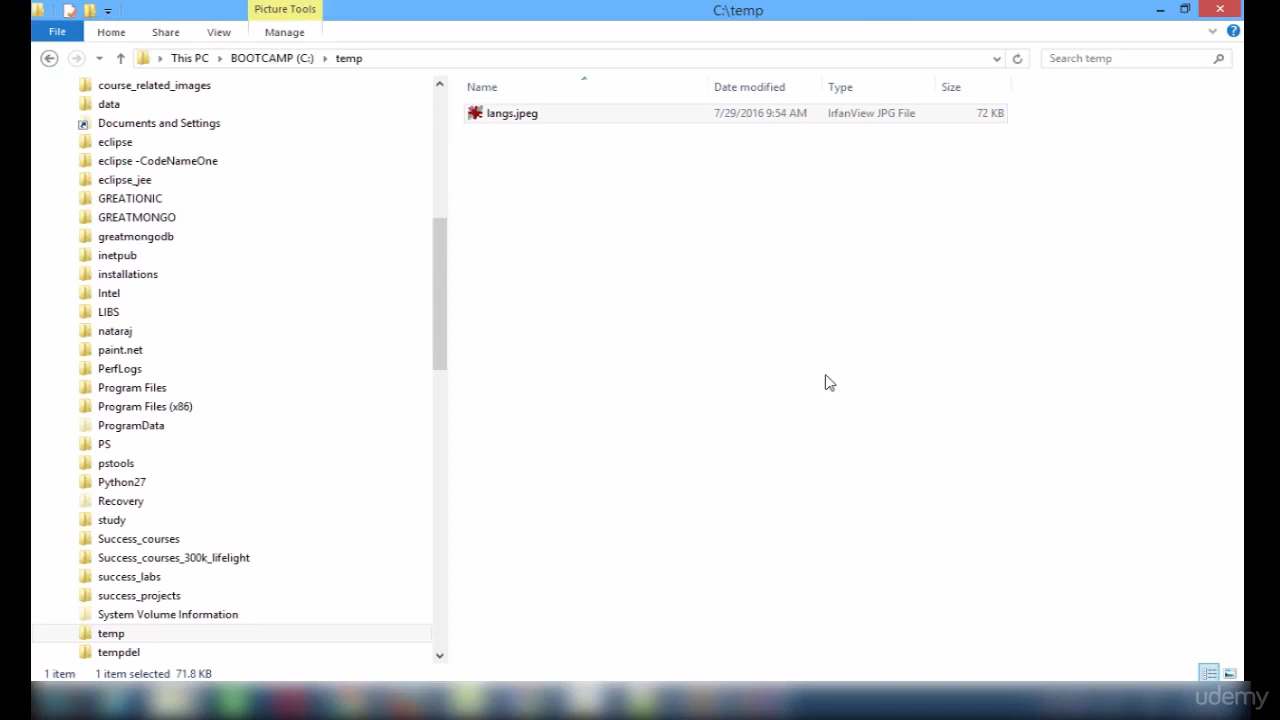 Picture Tools
C:\temp
File Home Share View Manage
This PC BOOTCAMP (C:) temp
Search temp
course_related_images
data
Documents and Settings
eclipse
eclipse -CodeNameOne
eclipse_jee
GREATIONIC
GREATMONGO
greatmongodb
inetpub
installations
Intel
LIBS
nataraj
paint.net
PerfLogs
Program Files
Program Files (x86)
ProgramData
PS
pstools
Python27
Recovery
study
Success_courses
Success_courses_300k_lifelight
success_labs
success_projects
System Volume Information
temp
tempdel
Name Date modified Type Size
langs.jpeg 7/29/2016 9:54 AM IrfanView JPG File 72 KB
1 item 1 item selected 71.8 KB
udemy